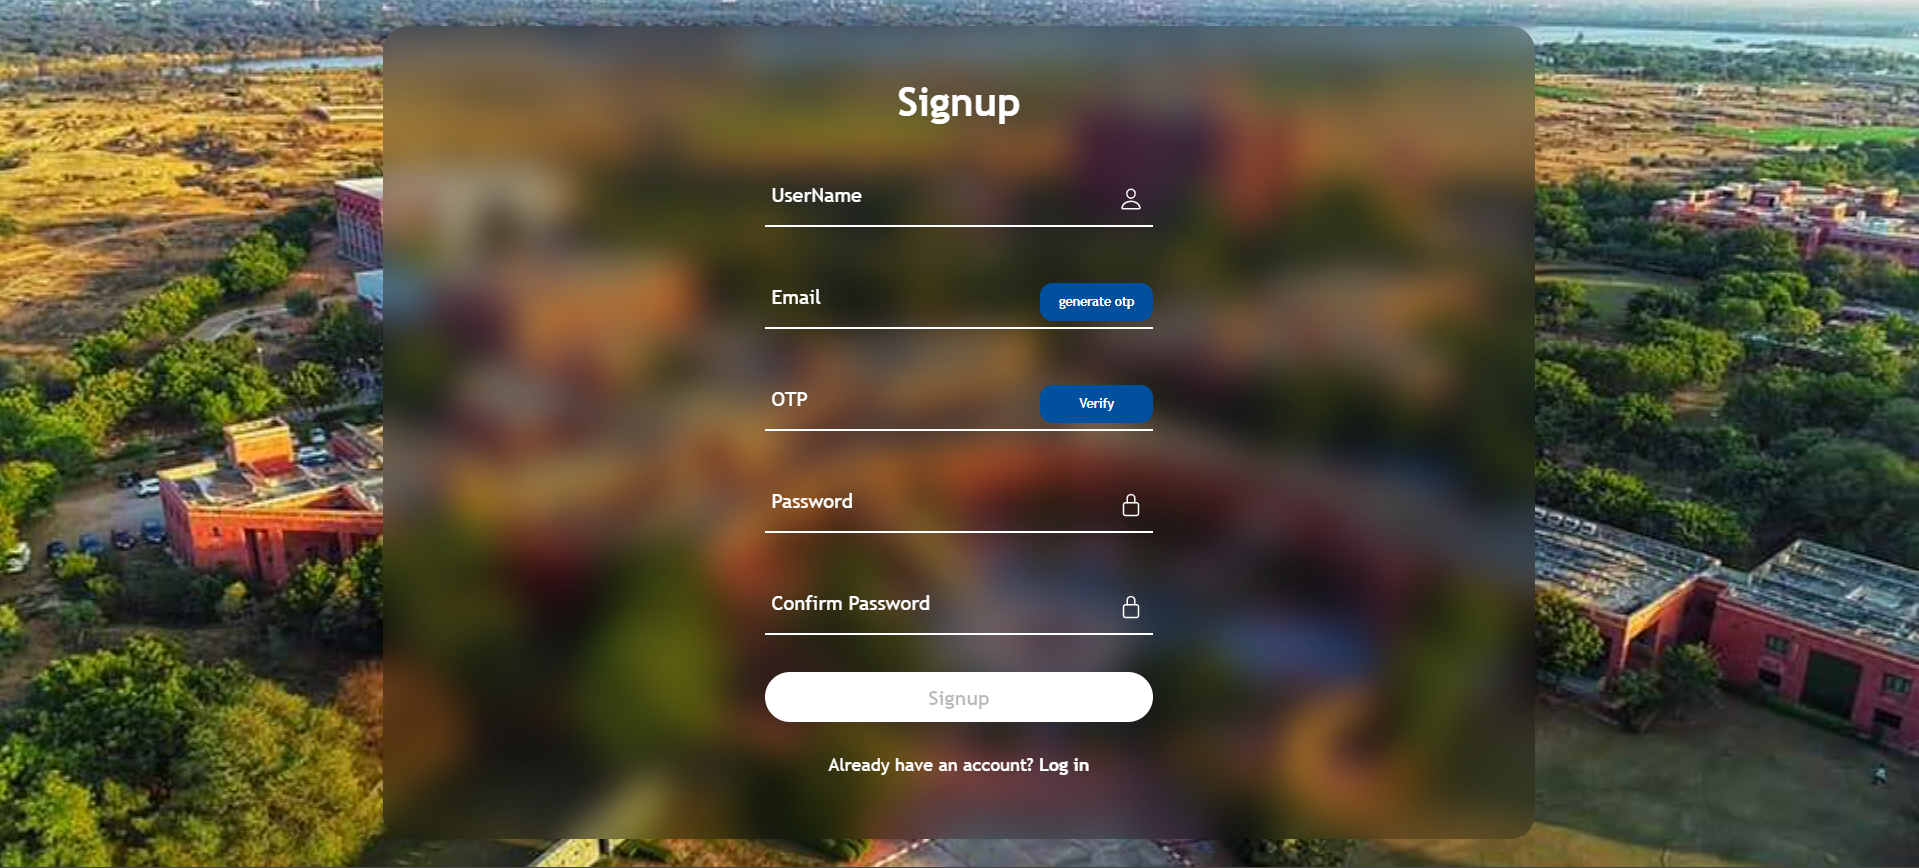 Signup
UserName
Email
generate otp
OTP
Verify
Password
Confirm Password
Signup
Already have an account? Log in